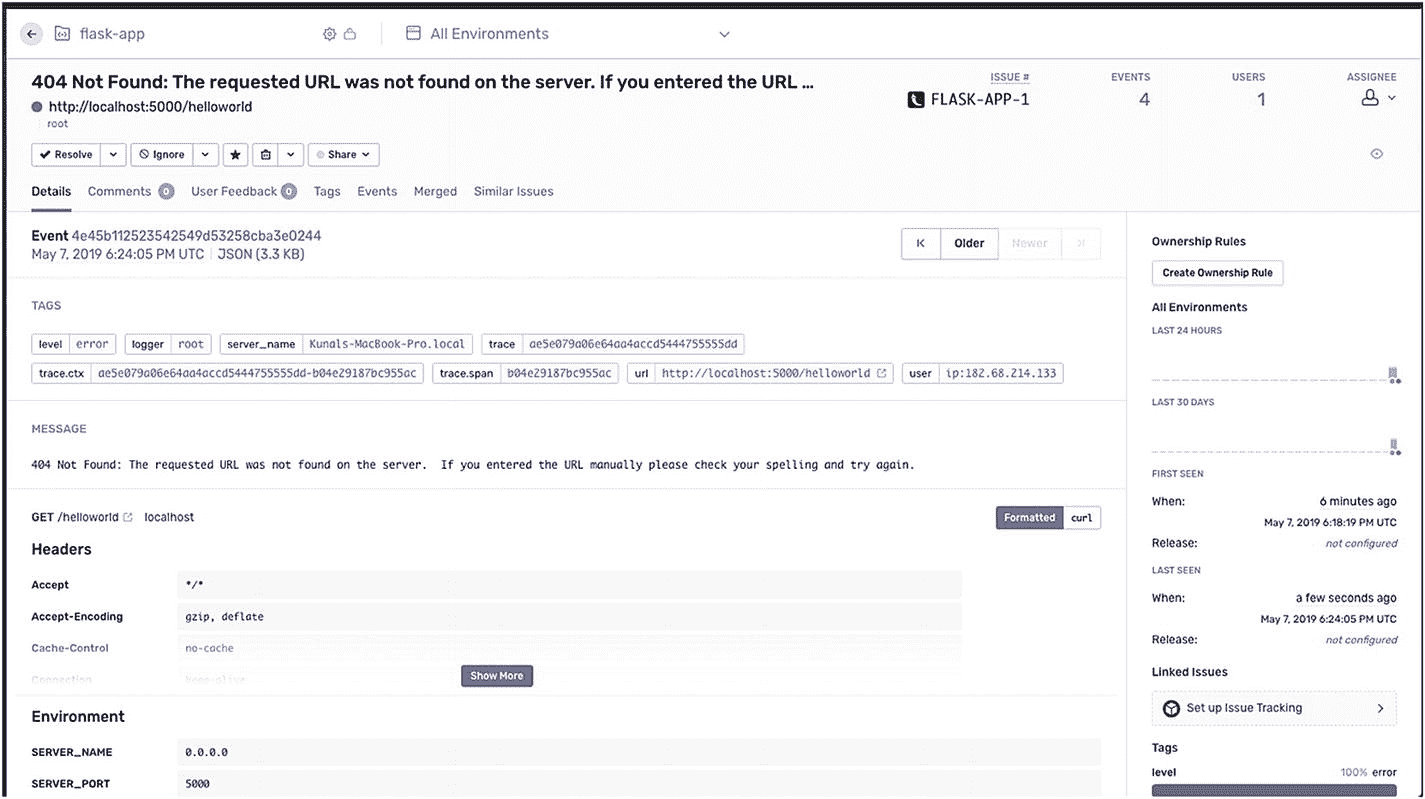 flask-app
All Environments
404 Not Found: The requested URL was not found on the server. If you entered the URL ...
http://localhost:5000/helloworld
root
ISSUE #
FLASK-APP-1
EVENTS
4
USERS
1
ASSIGNEE
Resolve
Ignore
Share
Details Comments 0 User Feedback 0 Tags Events Merged Similar Issues
Event 4e45b112523542549d53258cba3e0244
May 7, 2019 6:24:05 PM UTC | JSON (3.3 KB)
Older
Newer
TAGS
level error logger root server_name Kunals-MacBook-Pro.local trace ae5e079a06e64aa4accd5444755555dd
trace.ctx ae5e079a06e64aa4accd5444755555dd-b04e29187bc955ac trace.span b04e29187bc955ac url http://localhost:5000/helloworld user ip:182.68.214.133
MESSAGE
404 Not Found: The requested URL was not found on the server. If you entered the URL manually please check your spelling and try again.
GET /helloworld localhost
Formatted curl
Headers
Accept */*
Accept-Encoding gzip, deflate
Cache-Control no-cache
Connection keep-alive
Show More
Environment
SERVER_NAME 0.0.0.0
SERVER_PORT 5000
Ownership Rules
Create Ownership Rule
All Environments
LAST 24 HOURS
LAST 30 DAYS
FIRST SEEN
When: 6 minutes ago
May 7, 2019 6:18:19 PM UTC
Release: not configured
LAST SEEN
When: a few seconds ago
May 7, 2019 6:24:05 PM UTC
Release: not configured
Linked Issues
Set up Issue Tracking
Tags
level 100% error